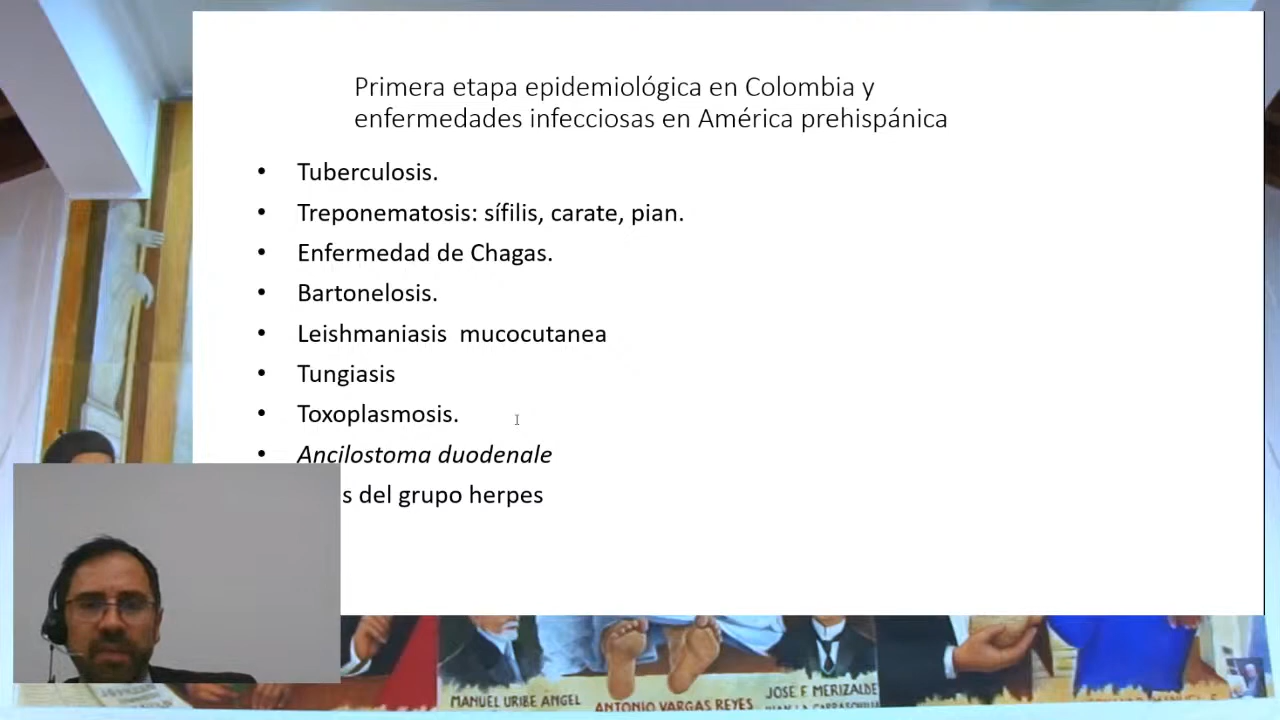 Primera etapa epidemiológica en Colombia y
enfermedades infecciosas en América prehispánica
• Tuberculosis.
• Treponematosis: sífilis, carate, pian.
• Enfermedad de Chagas.
• Bartonelosis.
• Leishmaniasis mucocutanea
• Tungiasis
• Toxoplasmosis.
• Ancilostoma duodenale
s del grupo herpes
MANUEL URIBE ANGEL
ANTONIO VARGAS REYES
JOSE F. MERIZALDE